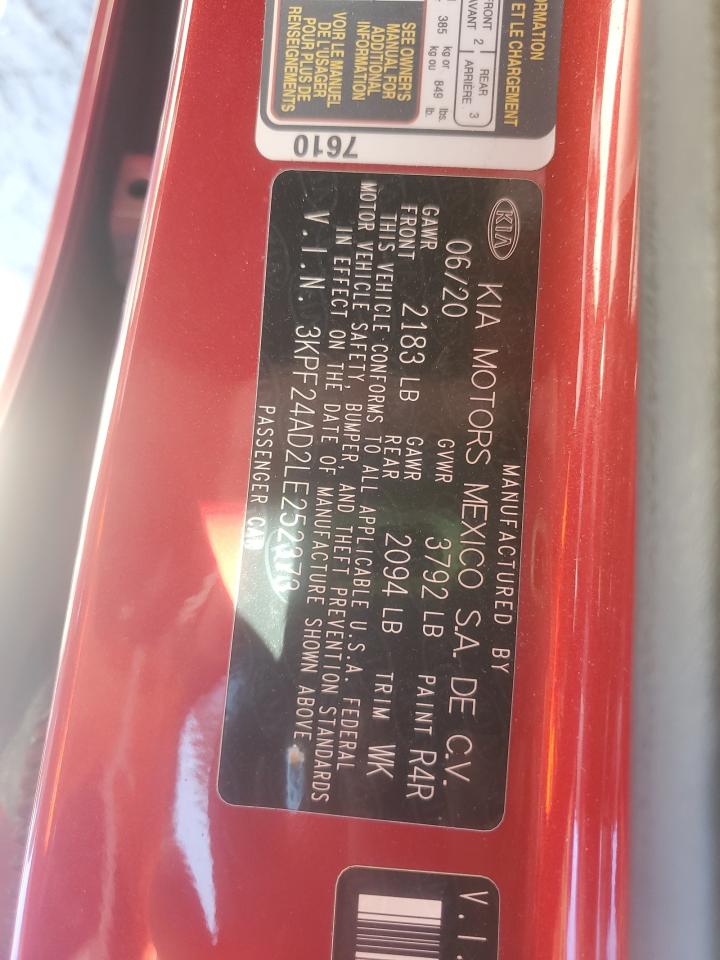 ORMATION
ET LE CHARGEMENT
FRONT 2 REAR 3
AVANT ARRIÈRE
385 kg or 849 lbs.
kg ou lb.
SEE OWNER'S
MANUAL FOR
ADDITIONAL
INFORMATION
VOIR LE MANUEL
DE L'USAGER
POUR PLUS DE
RENSEIGNEMENTS
7610
MANUFACTURED BY
KIA KIA MOTORS MEXICO S.A. DE C.V.
06/20 GVWR 3792 LB PAINT R4R
GAWR FRONT 2183 LB GAWR REAR 2094 LB TRIM WK
THIS VEHICLE CONFORMS TO ALL APPLICABLE U.S.A. FEDERAL
MOTOR VEHICLE SAFETY, BUMPER, AND THEFT PREVENTION STANDARDS
IN EFFECT ON THE DATE OF MANUFACTURE SHOWN ABOVE
V.I.N.
PASSENGER CAR
V.I.